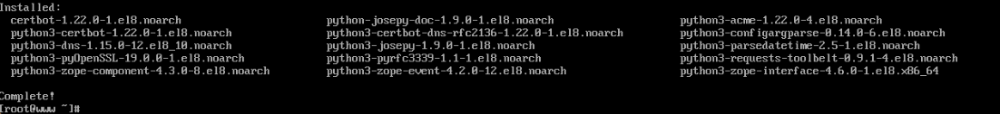 Installed:
certbot-1.22.0-1.el8.noarch python-josepy-doc-1.9.0-1.el8.noarch python3-acme-1.22.0-4.el8.noarch
python3-certbot-1.22.0-1.el8.noarch python3-certbot-dns-rfc2136-1.22.0-1.el8.noarch python3-configargparse-0.14.0-6.el8.noarch
python3-dns-1.15.0-12.el8_10.noarch python3-josepy-1.9.0-1.el8.noarch python3-parsedatetime-2.5-1.el8.noarch
python3-pyOpenSSL-19.0.0-1.el8.noarch python3-pyrfc3339-1.1-1.el8.noarch python3-requests-toolbelt-0.9.1-4.el8.noarch
python3-zope-component-4.3.0-8.el8.noarch python3-zope-event-4.2.0-12.el8.noarch python3-zope-interface-4.6.0-1.el8.x86_64
Complete!
[root@www ~]#